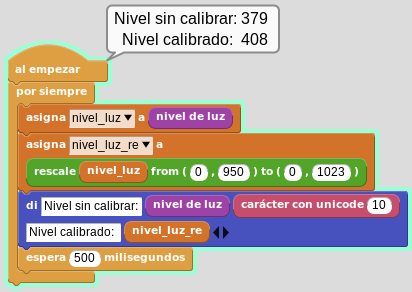 Nivel sin calibrar: 379
Nivel calibrado: 408
al empezar
por siempre
asigna nivel_luz a nivel de luz
asigna nivel_luz_re a
rescale nivel_luz from ( 0 , 950 ) to ( 0 , 1023 )
di Nivel sin calibrar: nivel de luz carácter con unicode 10
Nivel calibrado: nivel_luz_re
espera 500 milisegundos